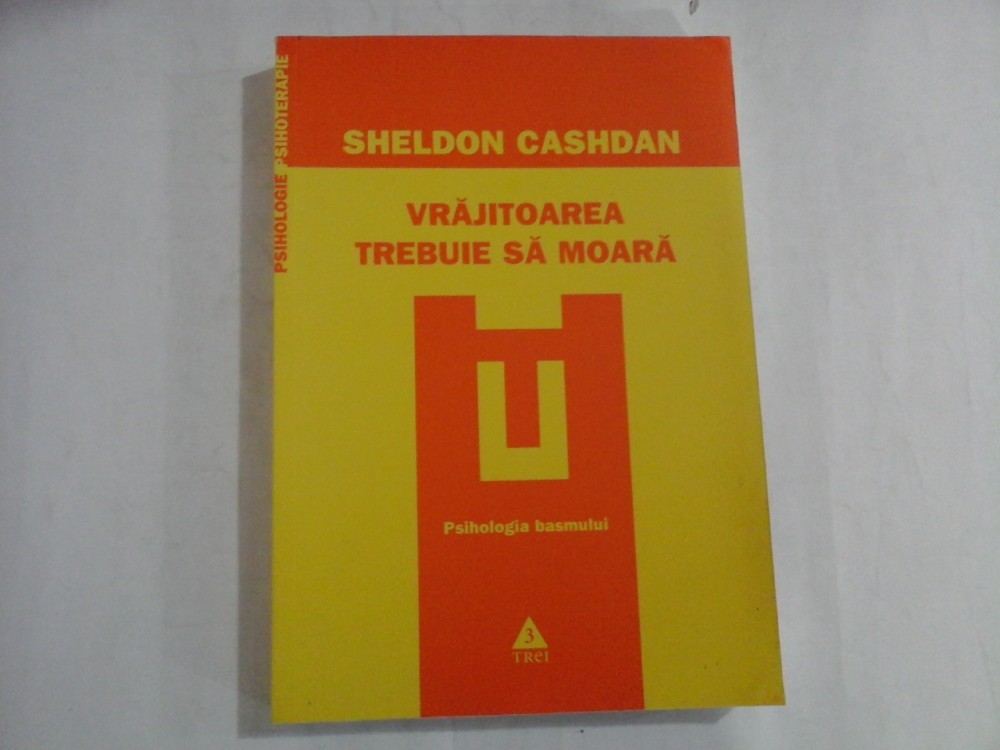 PSIHOLOGIE PSIHOTERAPIE
SHELDON CASHDAN
VRĂJITOAREA
TREBUIE SĂ MOARĂ
Psihologia basmului
3
TREI